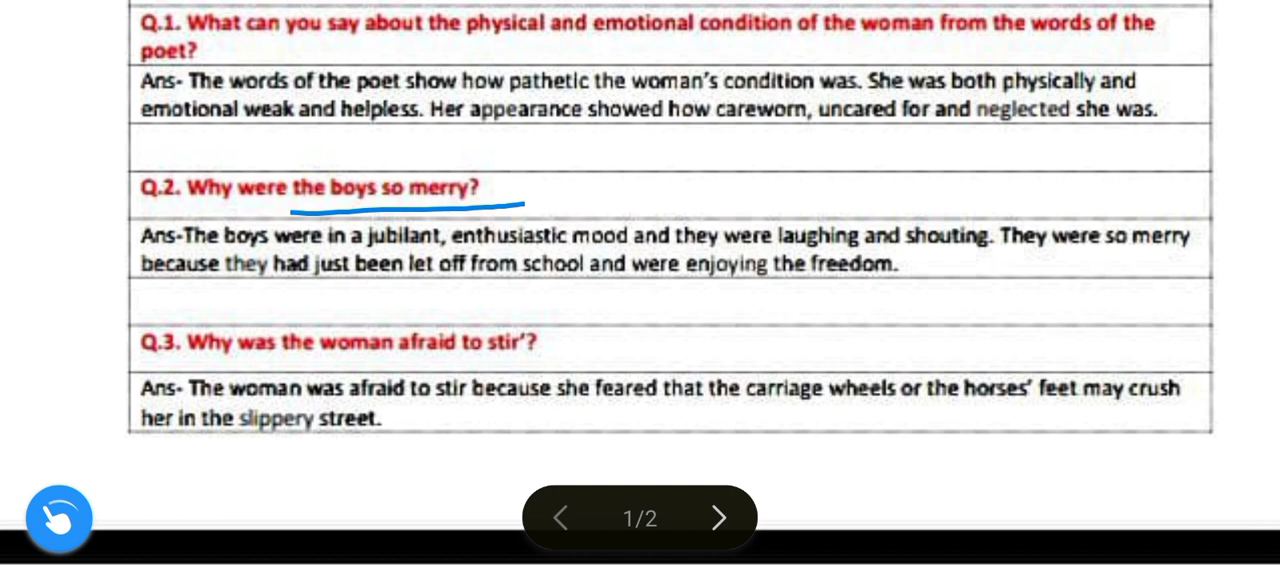 Q.1. What can you say about the physical and emotional condition of the woman from the words of the
poet?
Ans- The words of the poet show how pathetic the woman's condition was. She was both physically and
emotional weak and helpless. Her appearance showed how careworn, uncared for and neglected she was.
Q.2. Why were the boys so merry?
Ans-The boys were in a jubilant, enthusiastic mood and they were laughing and shouting. They were so merry
because they had just been let off from school and were enjoying the freedom.
Q.3. Why was the woman afraid to stir'?
Ans- The woman was afraid to stir because she feared that the carriage wheels or the horses' feet may crush
her in the slippery street.
1/2